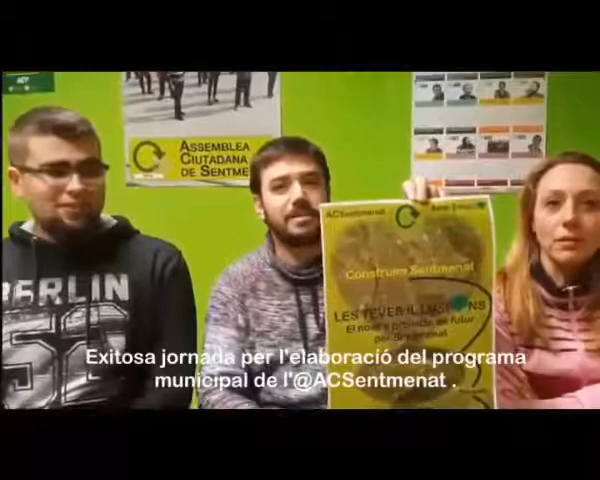 ASSEMBLEA
CIUTADANA
DE SENTME
ACSentmenat
Construïm Sentmenat
LES TEVES IL·LUSIONS
El nostre projecte de futur
per Sentmenat
BERLIN
Exitosa jornada per l'elaboració del programa
municipal de l'@ACSentmenat .